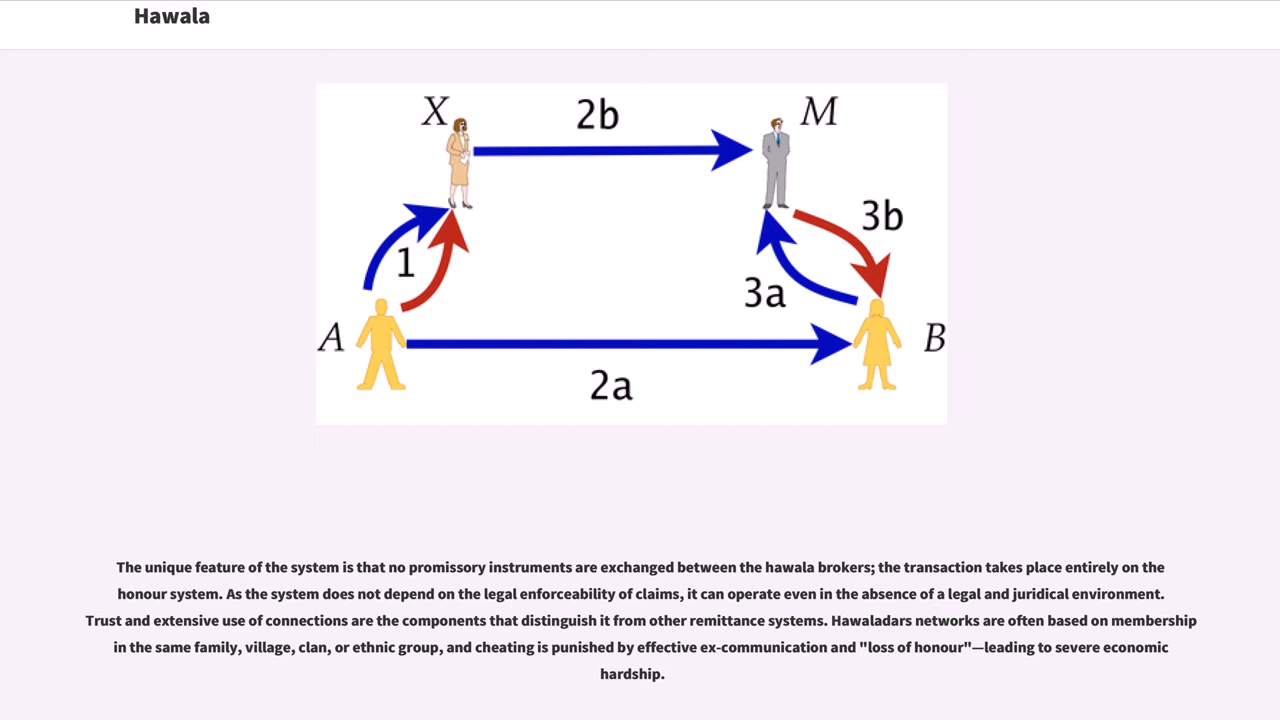 Hawala
X
2b
M
3b
1
3a
A
B
2a
The unique feature of the system is that no promissory instruments are exchanged between the hawala brokers; the transaction takes place entirely on the
honour system. As the system does not depend on the legal enforceability of claims, it can operate even in the absence of a legal and juridical environment.
Trust and extensive use of connections are the components that distinguish it from other remittance systems. Hawaladars networks are often based on membership
in the same family, village, clan, or ethnic group, and cheating is punished by effective ex-communication and "loss of honour"—leading to severe economic
hardship.